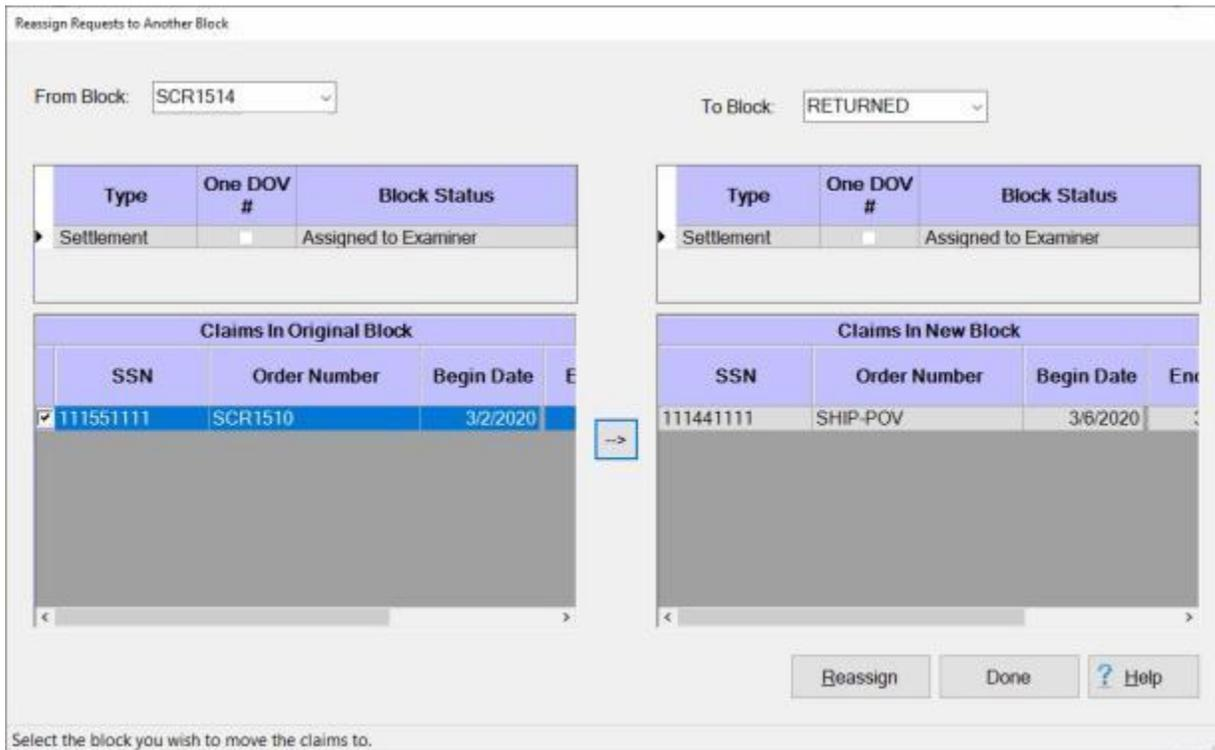 Reassign Requests to Another Block
From Block: SCR1514
To Block: RETURNED
Type One DOV # Block Status
Settlement Assigned to Examiner
Type One DOV # Block Status
Settlement Assigned to Examiner
Claims In Original Block
SSN Order Number Begin Date E
111551111 SCR1510 3/2/2020
-->
Claims In New Block
SSN Order Number Begin Date En
111441111 SHIP-POV 3/6/2020
Reassign Done ? Help
Select the block you wish to move the claims to.